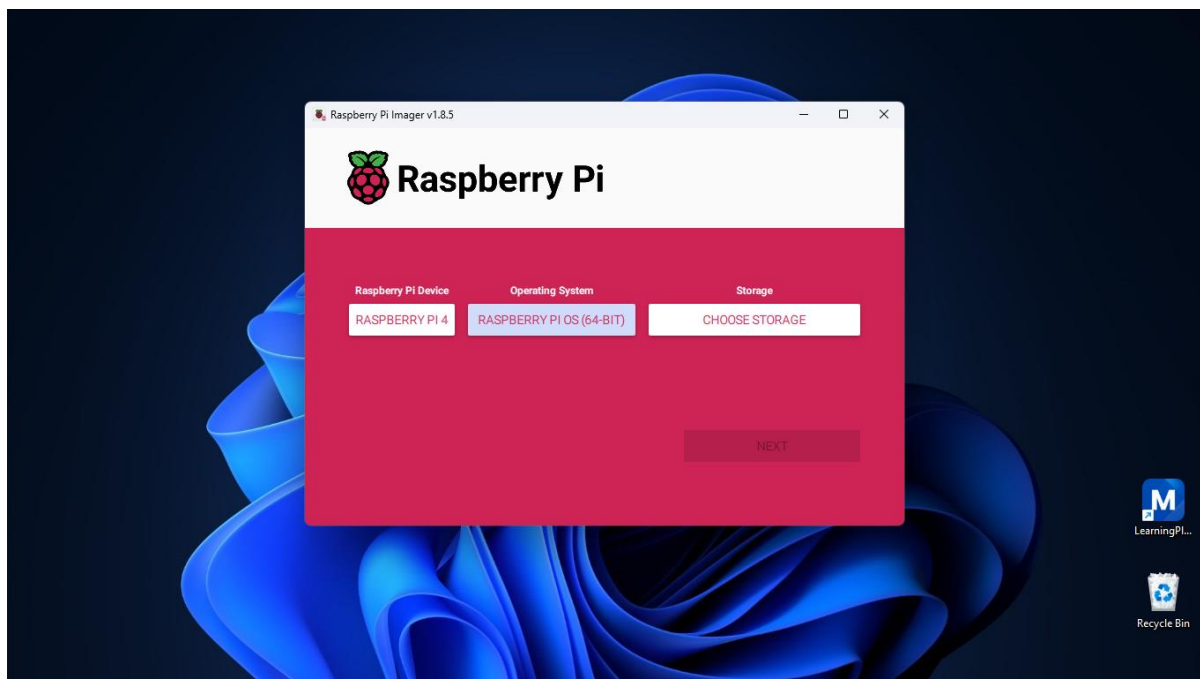 Raspberry Pi Imager v1.8.5
Raspberry Pi
Raspberry Pi Device Operating System Storage
RASPBERRY PI 4 RASPBERRY PI OS (64-BIT) CHOOSE STORAGE
NEXT
M
LearningPl...
Recycle Bin